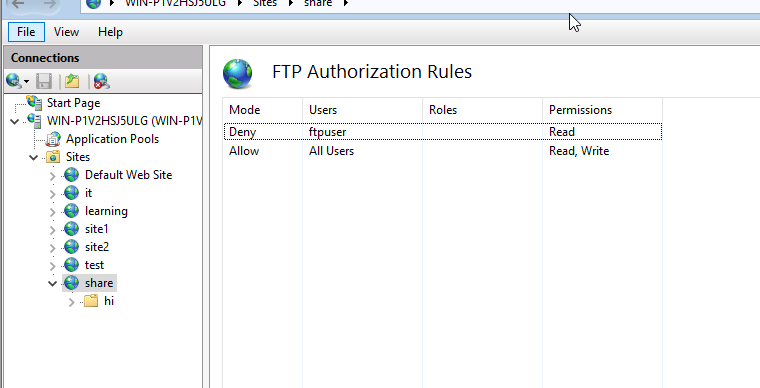 WIN-P1V2HSJ5ULG Sites share
File View Help
Connections
FTP Authorization Rules
Start Page
WIN-P1V2HSJ5ULG (WIN-P1V
Application Pools
Sites
Default Web Site
it
learning
site1
site2
test
share
hi
Mode Users Roles Permissions
Deny ftpuser Read
Allow All Users Read, Write